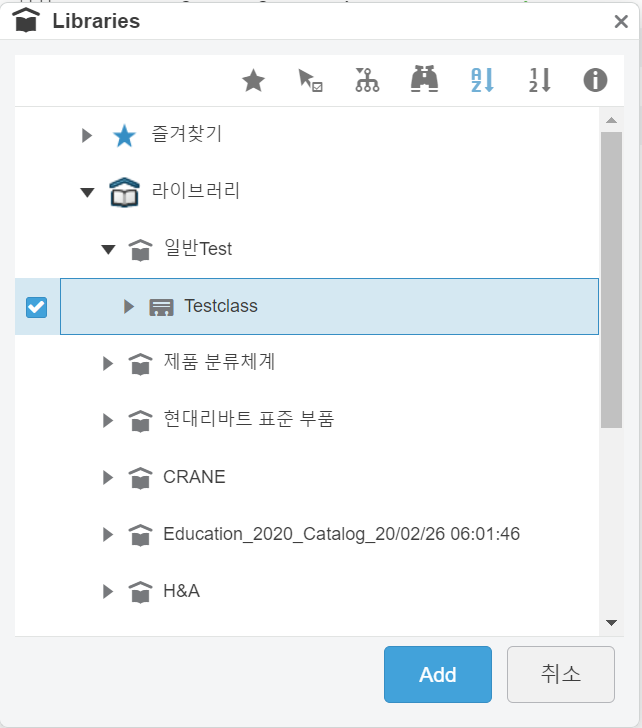 Libraries
즐겨찾기
라이브러리
일반Test
Testclass
제품 분류체계
현대리바트 표준 부품
CRANE
Education_2020_Catalog_20/02/26 06:01:46
H&A
Add 취소